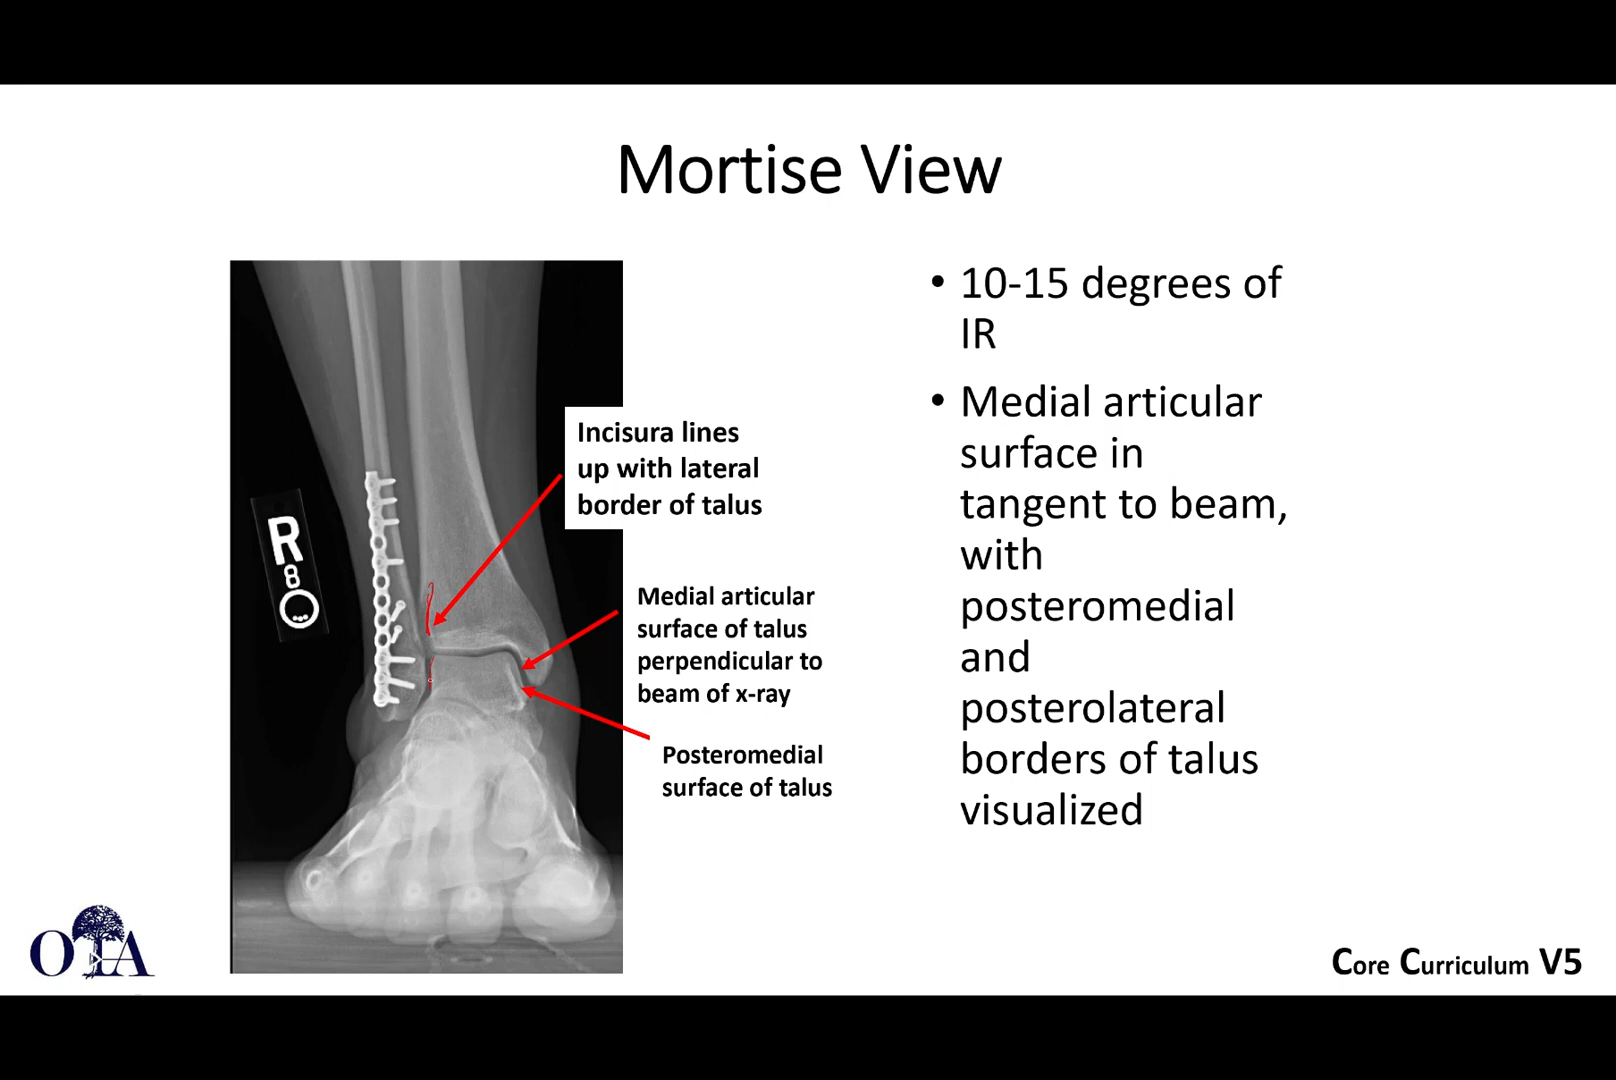 Mortise View
Incisura lines
up with lateral
border of talus
Medial articular
surface of talus
perpendicular to
beam of x-ray
Posteromedial
surface of talus
R
8
• 10-15 degrees of
IR
• Medial articular
surface in
tangent to beam,
with
posteromedial
and
posterolateral
borders of talus
visualized
OTA
Core Curriculum V5